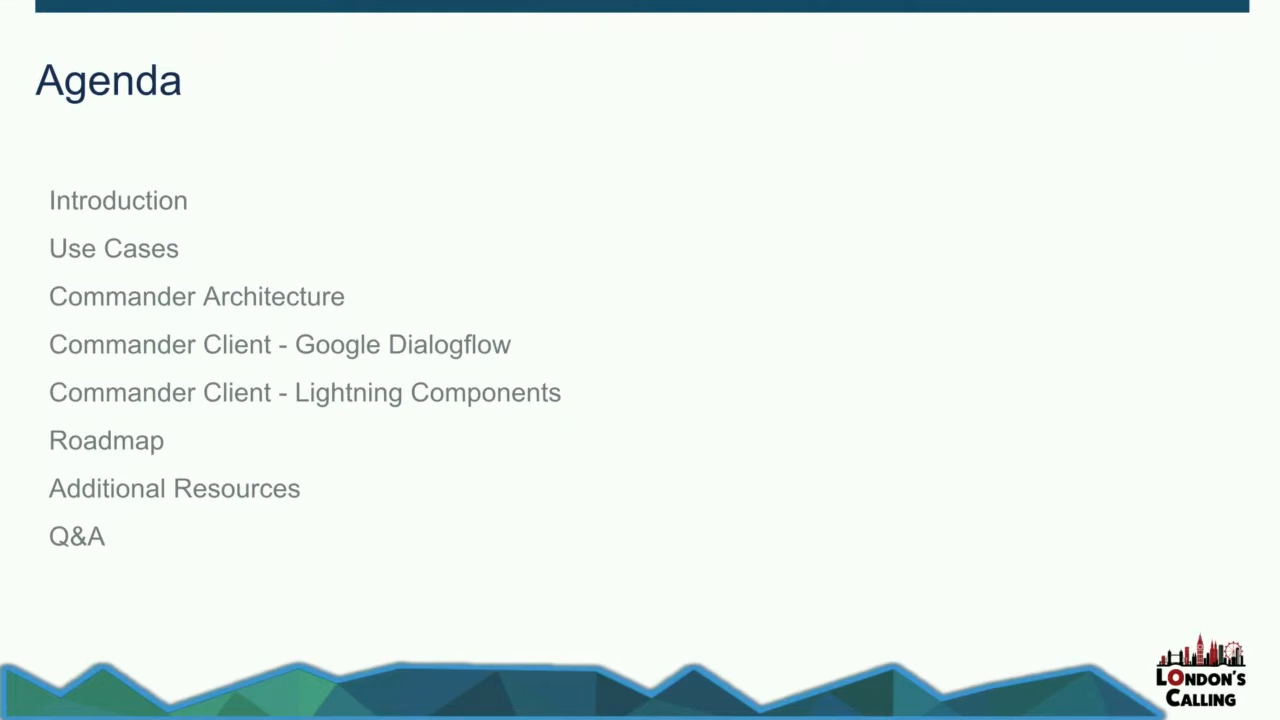 Agenda
Introduction
Use Cases
Commander Architecture
Commander Client - Google Dialogflow
Commander Client - Lightning Components
Roadmap
Additional Resources
Q&A
LONDON'S
CALLING